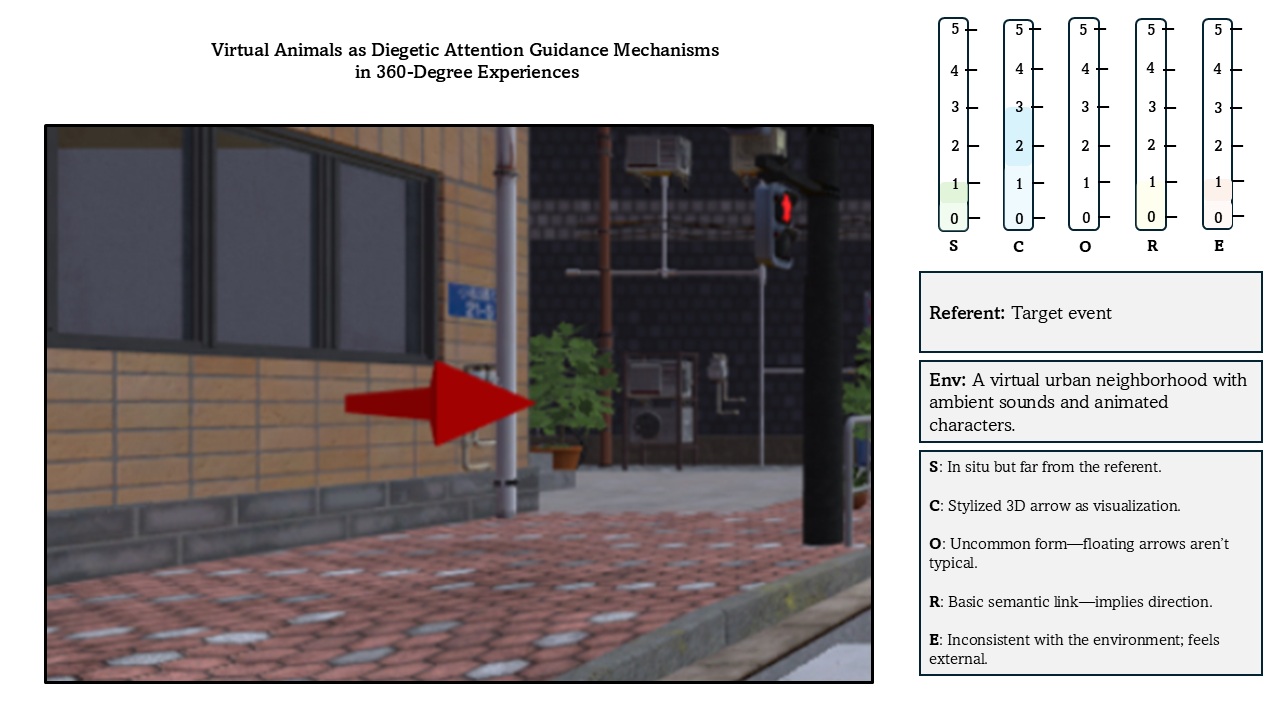 Virtual Animals as Diegetic Attention Guidance Mechanisms
in 360-Degree Experiences
5 5 5 5 5
4 4 4 4 4
3 3 3 3 3
2 2 2 2 2
1 1 1 1 1
0 0 0 0 0
S C O R E
Referent: Target event
Env: A virtual urban neighborhood with
ambient sounds and animated
characters.
S: In situ but far from the referent.
C: Stylized 3D arrow as visualization.
O: Uncommon form—floating arrows aren't
typical.
R: Basic semantic link—implies direction.
E: Inconsistent with the environment; feels
external.